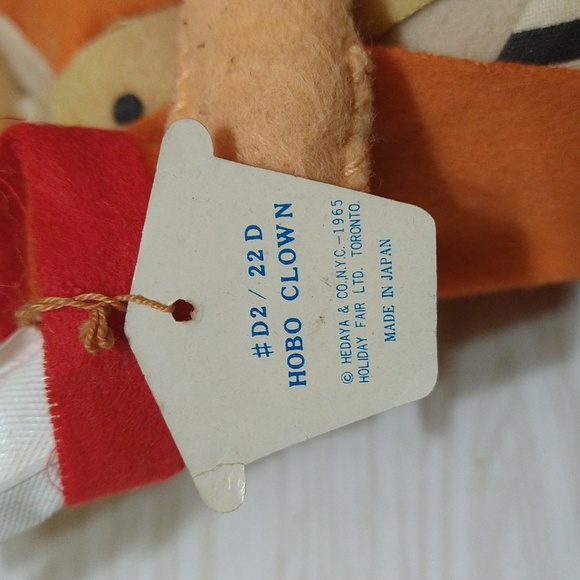 #D2 / 22 D
HOBO CLOWN
© HEDAYA & CO.N.Y.C.-1965
HOLIDAY FAIR LTD. TORONTO.
MADE IN JAPAN